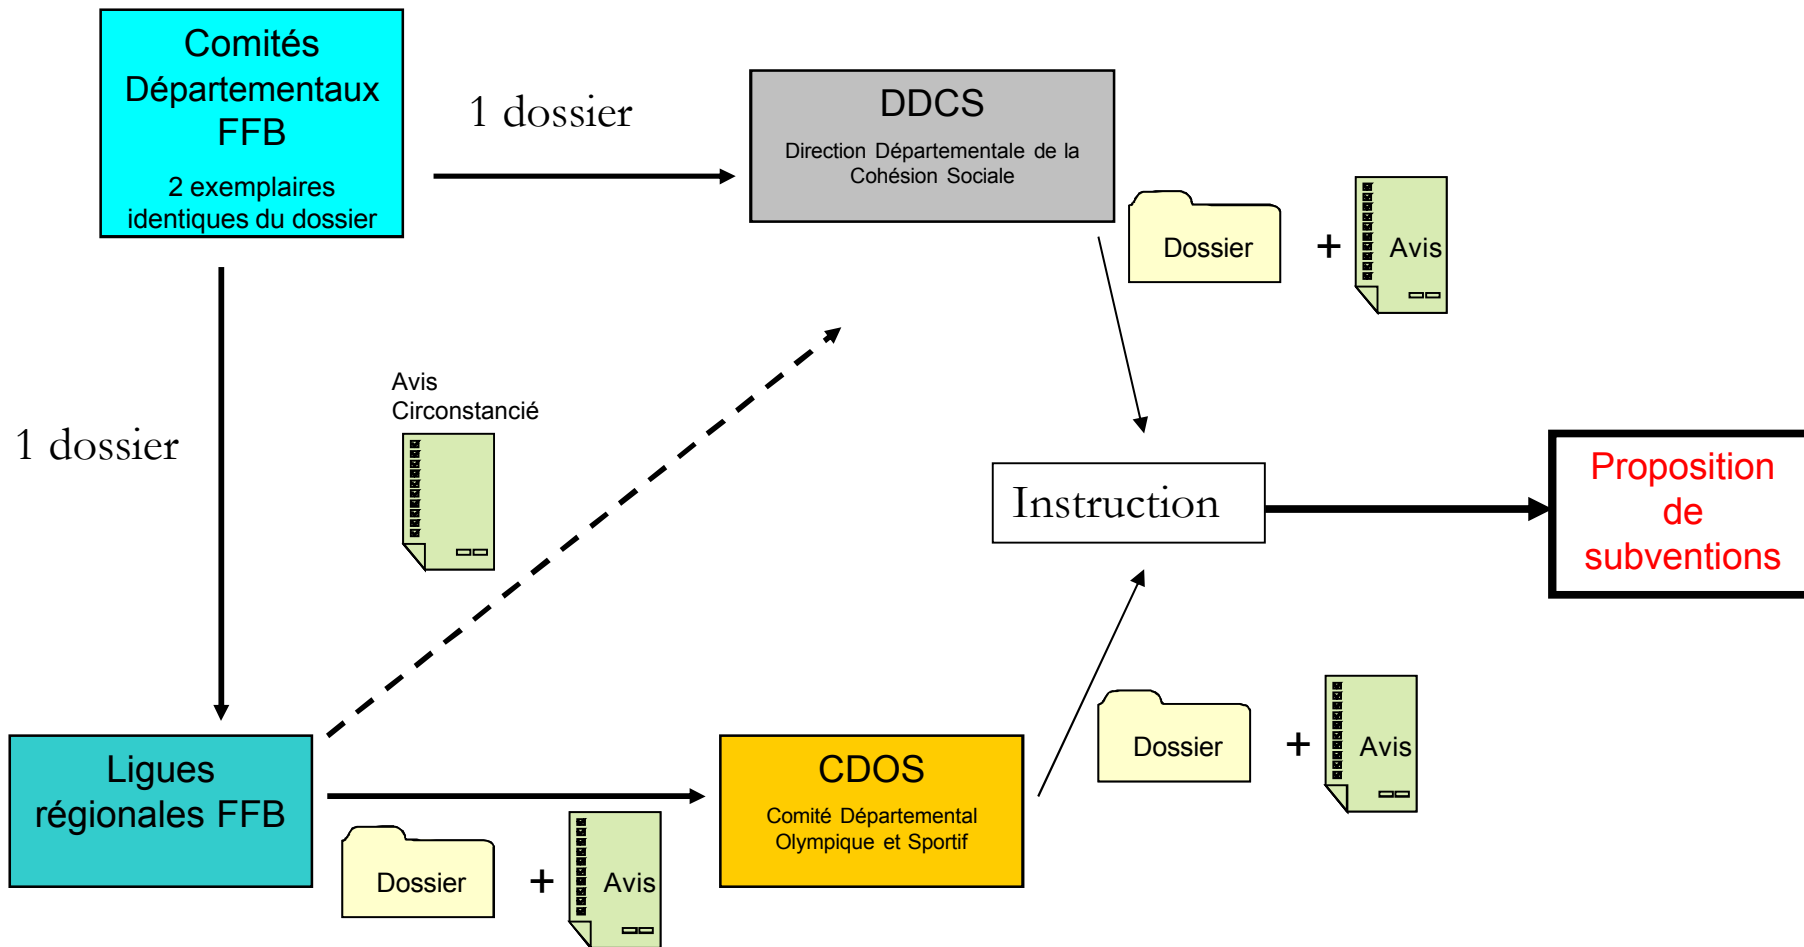 Comités
Départementaux
FFB
2 exemplaires
identiques du dossier
1 dossier
DDCS
Direction Départementale de la
Cohésion Sociale
Dossier
+
Avis
1 dossier
Avis
Circonstancié
Instruction
Proposition
de
subventions
Ligues
régionales FFB
Dossier
+
Avis
CDOS
Comité Départemental
Olympique et Sportif
Dossier
+
Avis